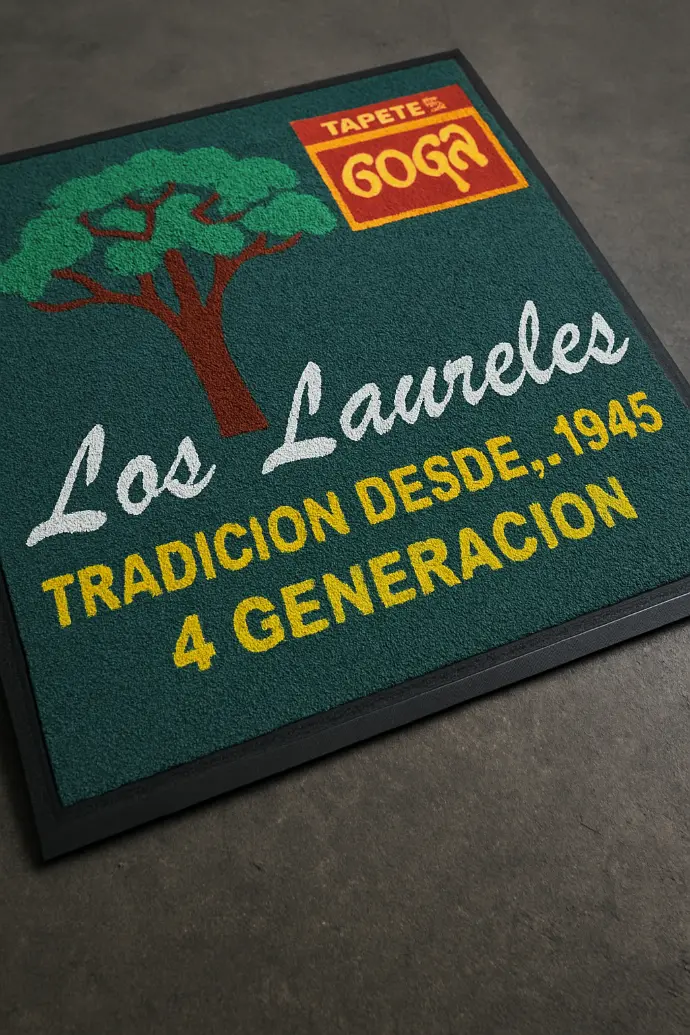 TAPETE
GOGA
Los Laureles
TRADICION DESDE,.1945
4 GENERACION